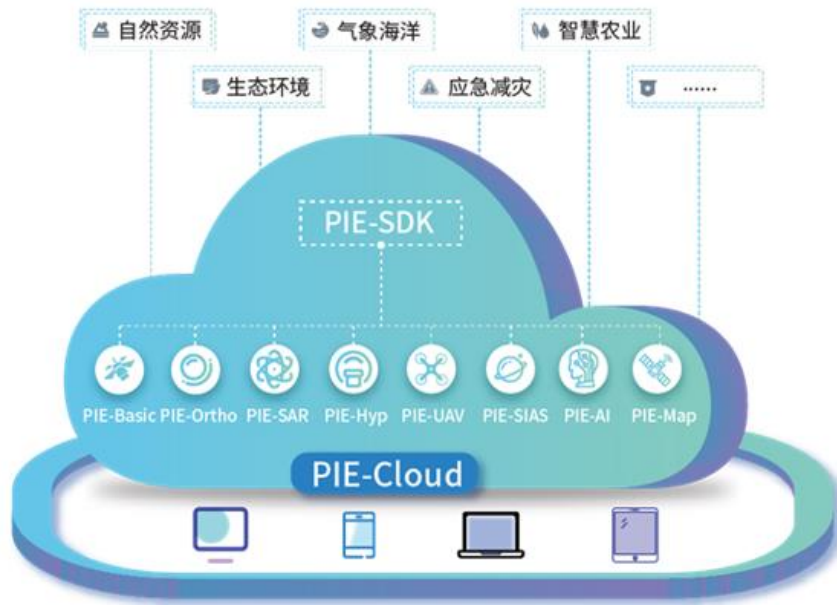 自然资源
气象海洋
智慧农业
生态环境
应急减灾
......
PIE-SDK
PIE-Basic PIE-Ortho PIE-SAR PIE-Hyp PIE-UAV PIE-SIAS PIE-AI PIE-Map
PIE-Cloud